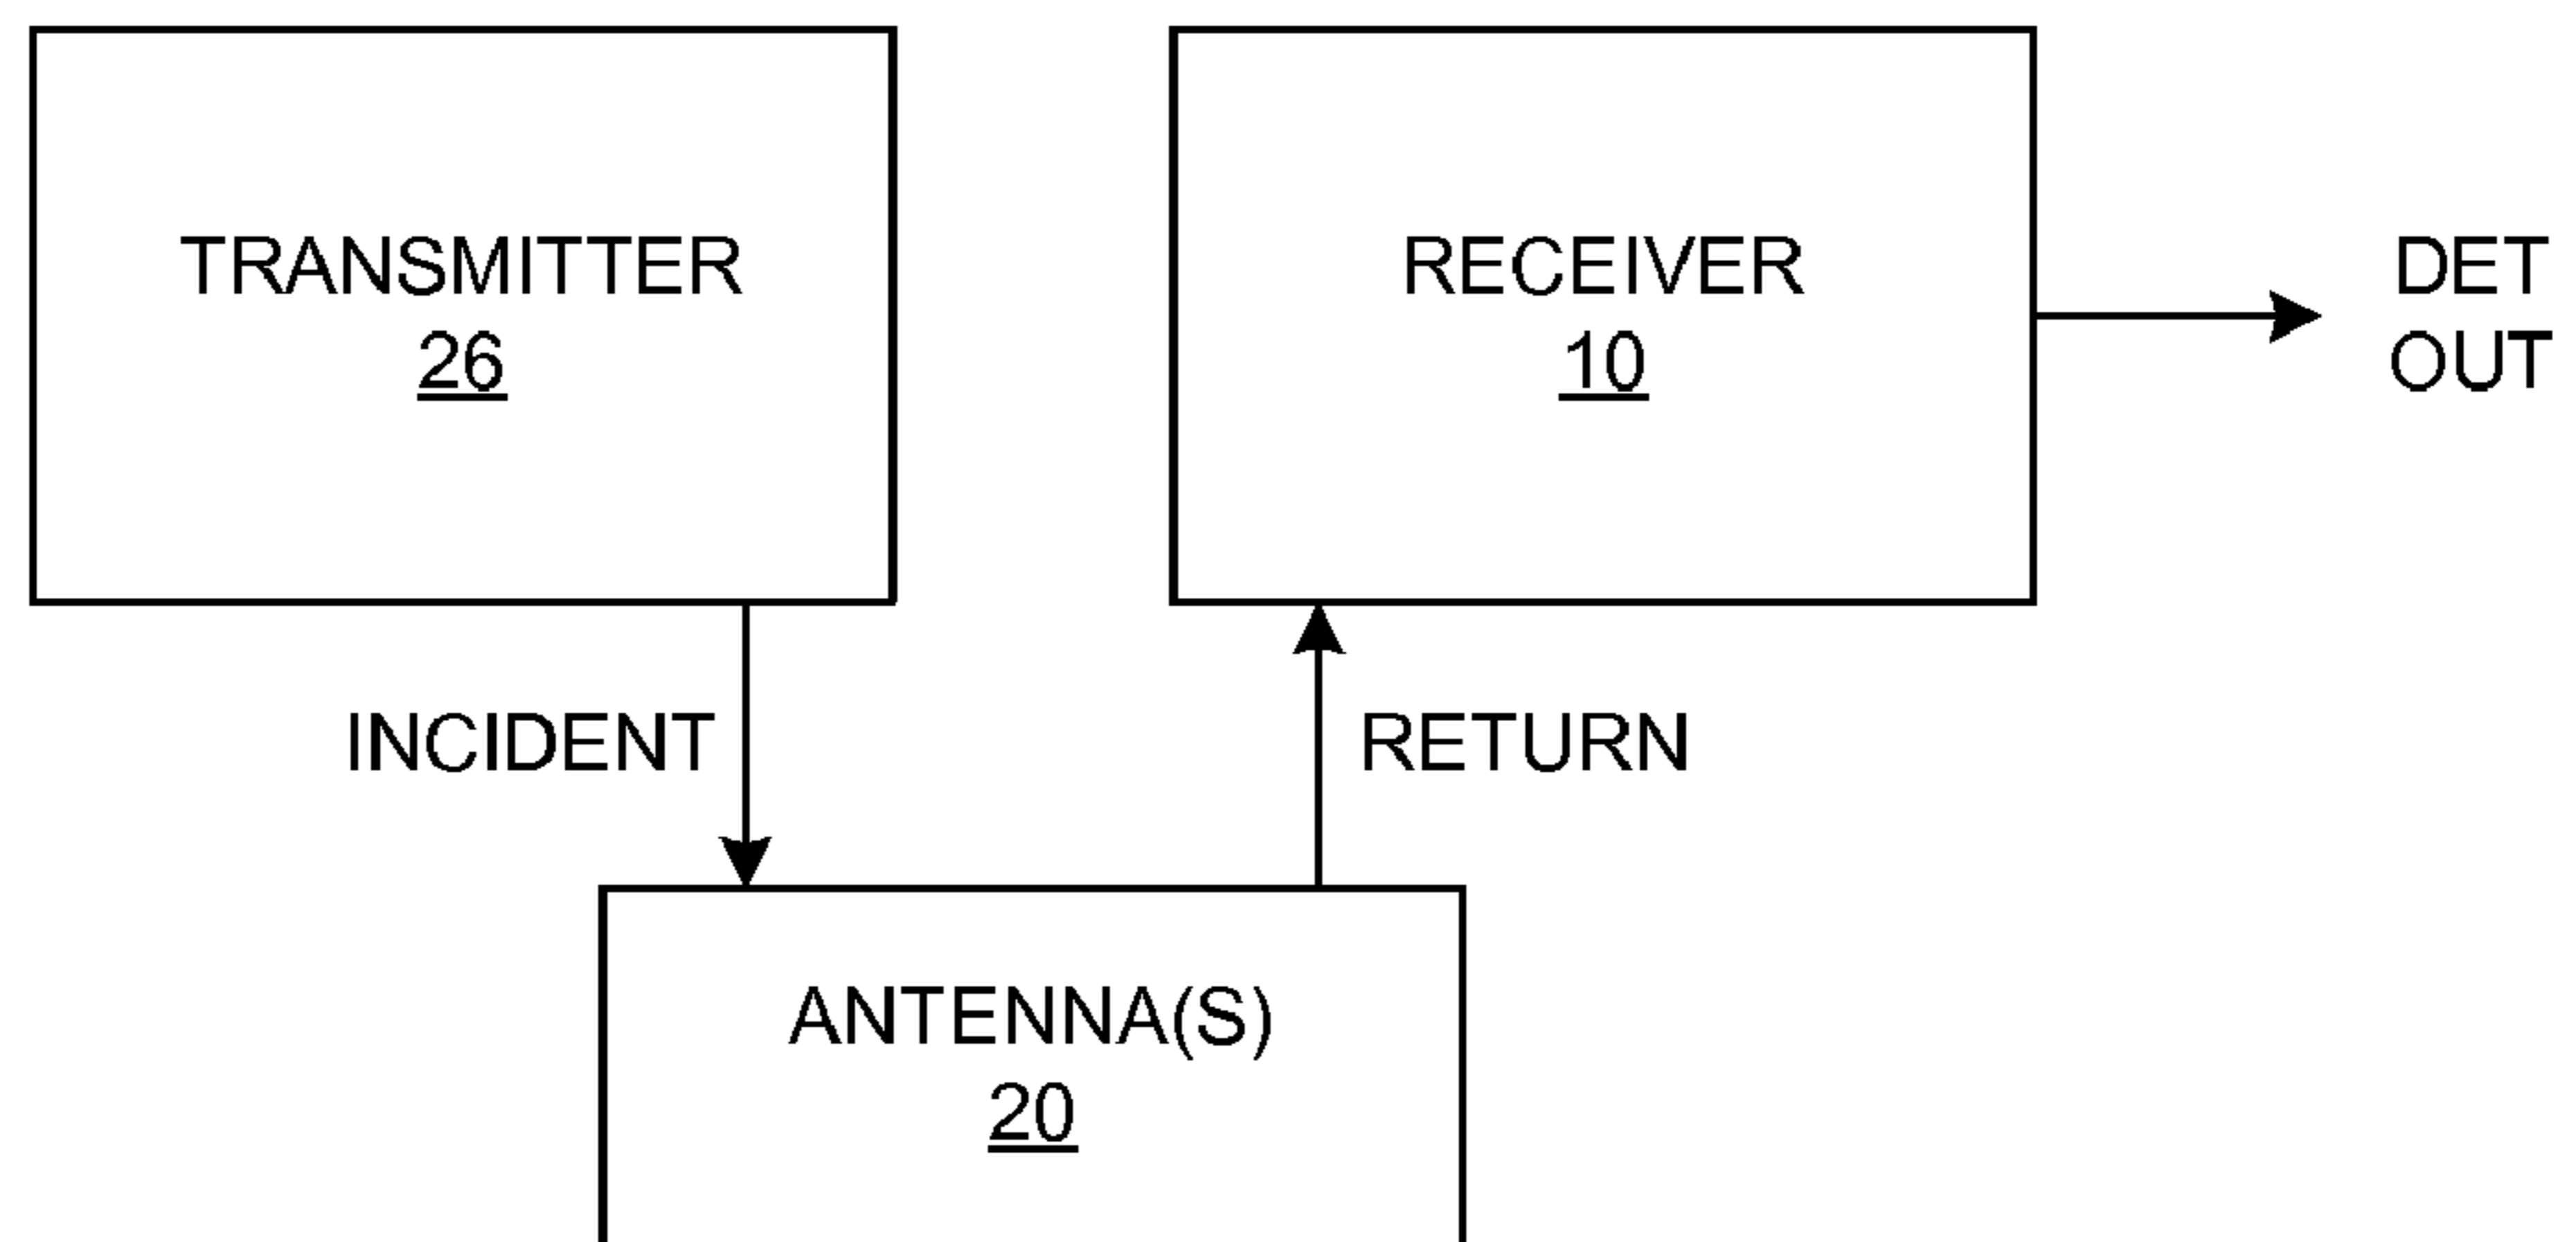 TRANSMITTER
26
RECEIVER
10
DET
OUT
INCIDENT
RETURN
ANTENNA(S)
20